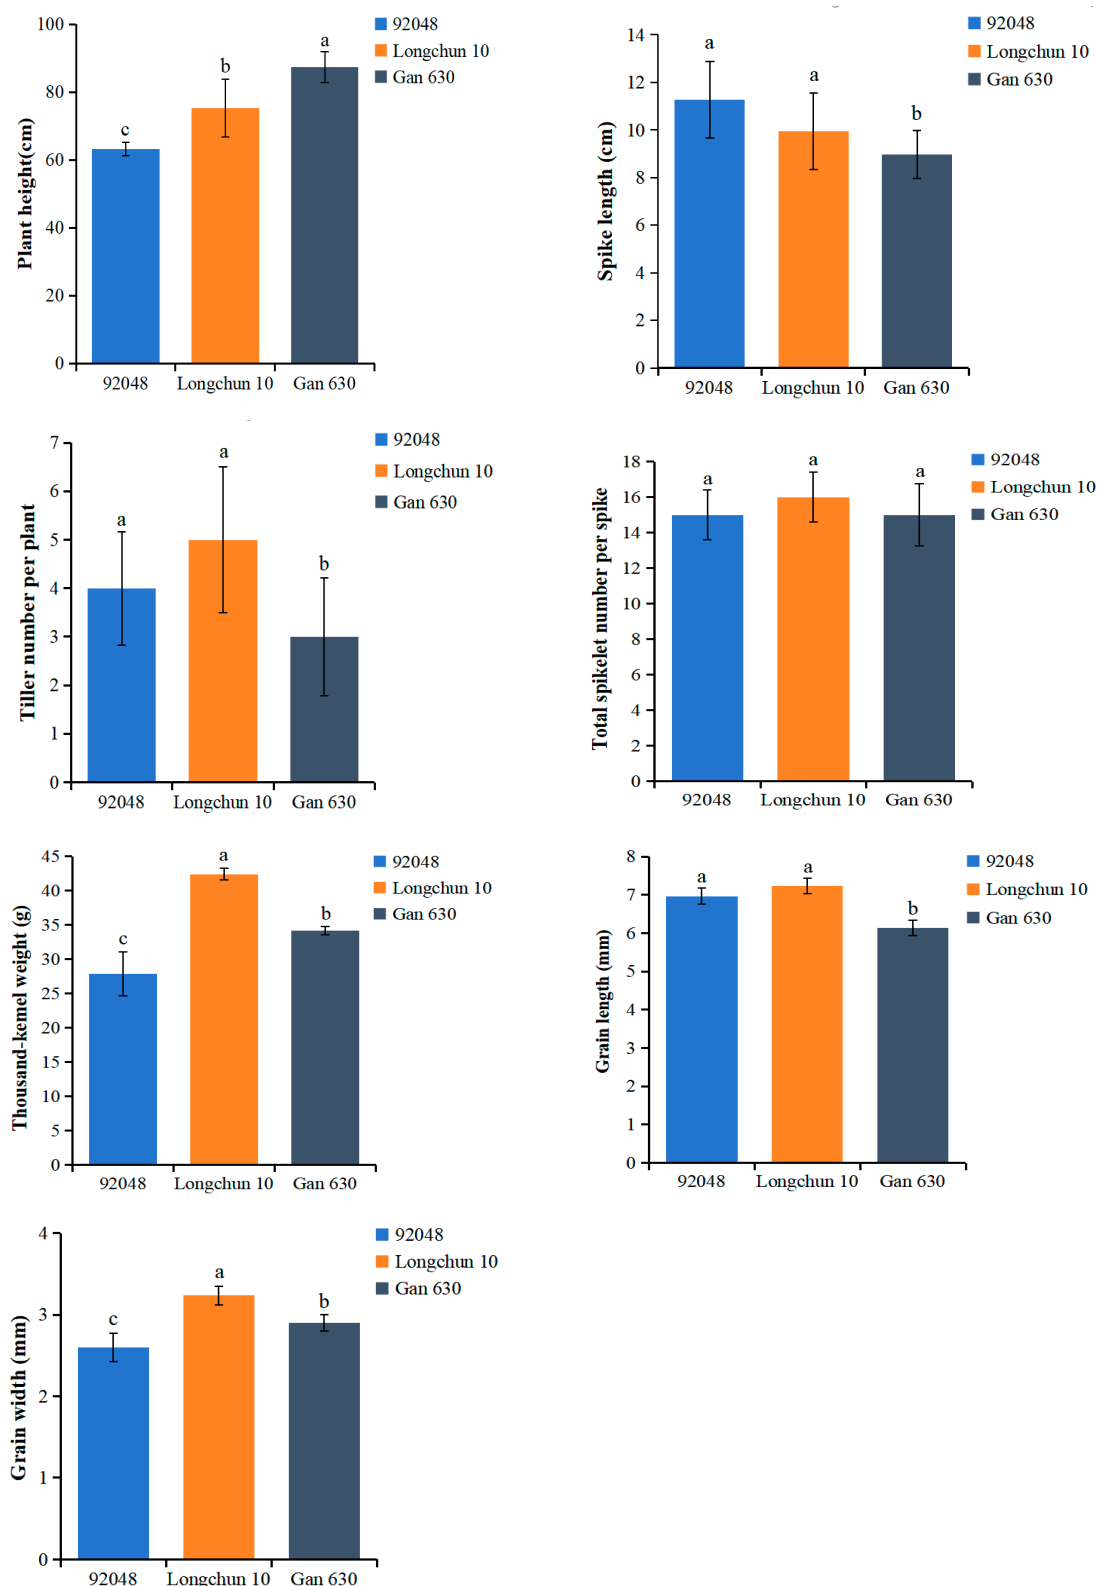 100
80
60
40
20
0
Plant height(cm)
c
b
a
92048
Longchun 10
Gan 630
92048
Longchun 10
Gan 630
14
12
10
8
6
4
2
0
Spike length (cm)
a
a
b
92048
Longchun 10
Gan 630
92048
Longchun 10
Gan 630
7
6
5
4
3
2
1
0
Tiller number per plant
a
a
b
92048
Longchun 10
Gan 630
92048
Longchun 10
Gan 630
18
16
14
12
10
8
6
4
2
0
Total spikelet number per spike
a
a
a
92048
Longchun 10
Gan 630
92048
Longchun 10
Gan 630
45
40
35
30
25
20
15
10
5
0
Thousand-kemel weight (g)
c
a
b
92048
Longchun 10
Gan 630
92048
Longchun 10
Gan 630
8
7
6
5
4
3
2
1
0
Grain length (mm)
a
a
b
92048
Longchun 10
Gan 630
92048
Longchun 10
Gan 630
4
3
2
1
0
Grain width (mm)
c
a
b
92048
Longchun 10
Gan 630
92048
Longchun 10
Gan 630